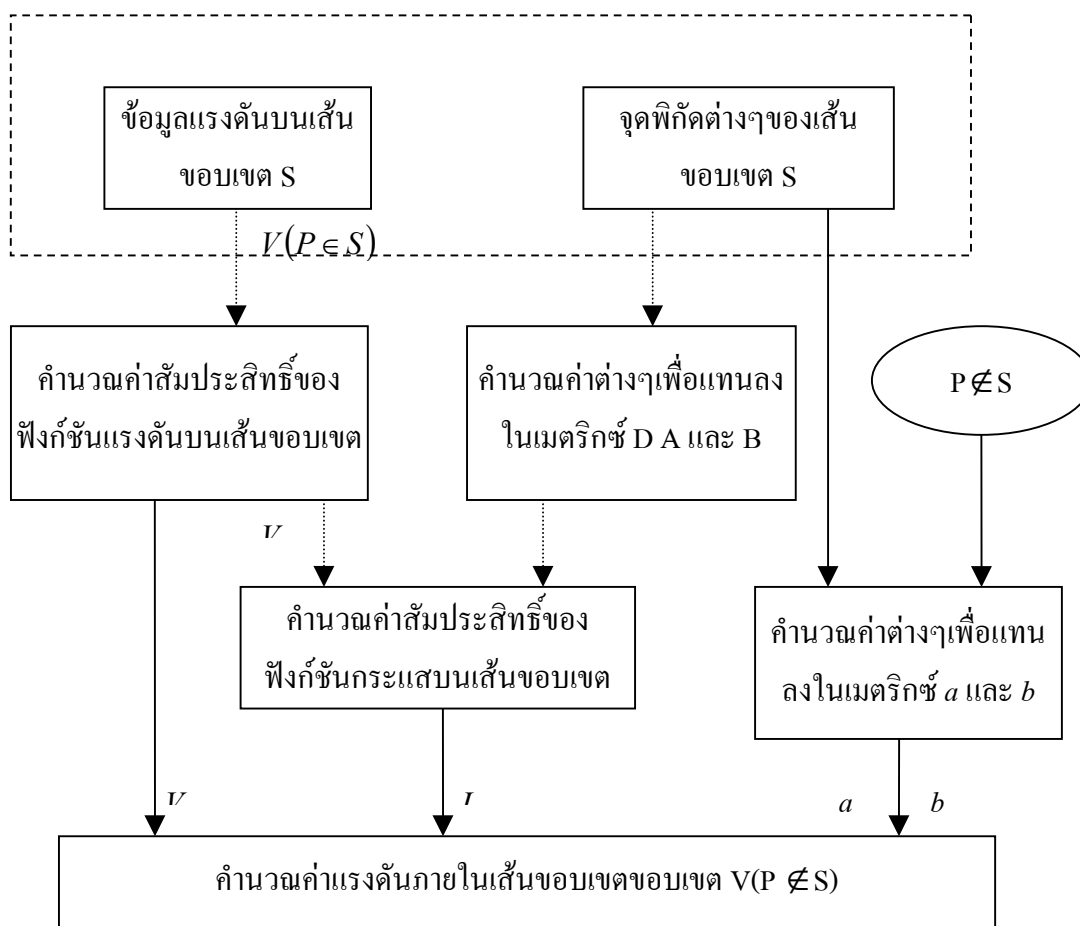 ข้อมูลแรงดันบนเส้น
ขอบเขต S
จุดพิกัดต่างๆของเส้น
ขอบเขต S
V(P∈S)
คำนวณค่าสัมประสิทธิ์ของ
ฟังก์ชันแรงดันบนเส้นขอบเขต
คำนวณค่าต่างๆเพื่อแทนลง
ในเมตริกซ์ D A และ B
P∉S
V
คำนวณค่าสัมประสิทธิ์ของ
ฟังก์ชันกระแสบนเส้นขอบเขต
คำนวณค่าต่างๆเพื่อแทน
ลงในเมตริกซ์ a และ b
V
I
a b
คำนวณค่าแรงดันภายในเส้นขอบเขตขอบเขต V(P ∉S)